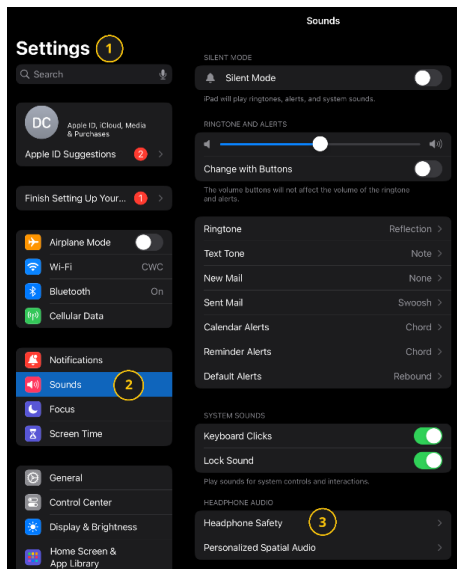 Settings
1
Search
DC
Apple ID, iCloud, Media
& Purchases
Apple ID Suggestions 2
Finish Setting Up Your... 1
Airplane Mode
Wi-Fi CWC
Bluetooth On
Cellular Data
Notifications
Sounds 2
Focus
Screen Time
General
Control Center
Display & Brightness
Home Screen &
App Library
Sounds
SILENT MODE
Silent Mode
iPad will play ringtones, alerts, and system sounds.
RINGTONE AND ALERTS
Change with Buttons
The volume buttons will not affect the volume of the ringtone
and alerts.
Ringtone Reflection
Text Tone Note
New Mail None
Sent Mail Swoosh
Calendar Alerts Chord
Reminder Alerts Chord
Default Alerts Rebound
SYSTEM SOUNDS
Keyboard Clicks
Lock Sound
Play sounds for system controls and interactions.
HEADPHONE AUDIO
Headphone Safety 3
Personalized Spatial Audio